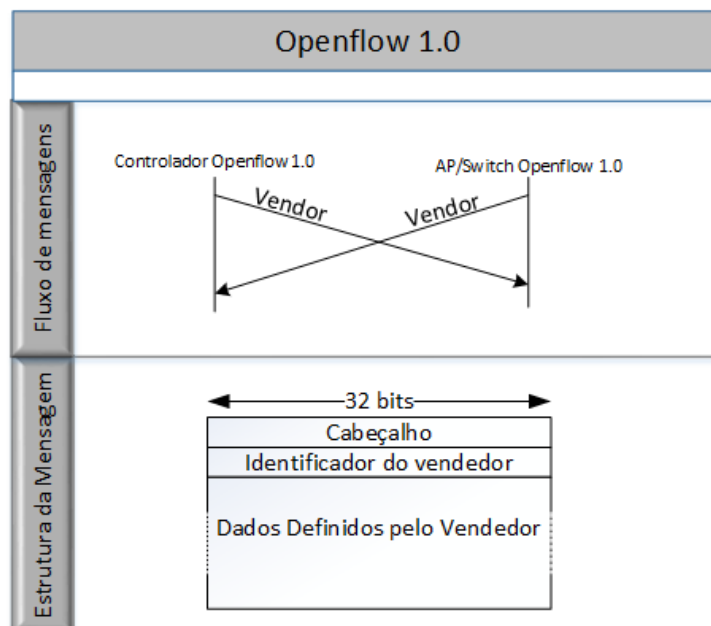 Openflow 1.0
Fluxo de mensagens
Controlador Openflow 1.0
AP/Switch Openflow 1.0
Vendor
Vendor
Estrutura da Mensagem
32 bits
Cabeçalho
Identificador do vendedor
Dados Definidos pelo Vendedor